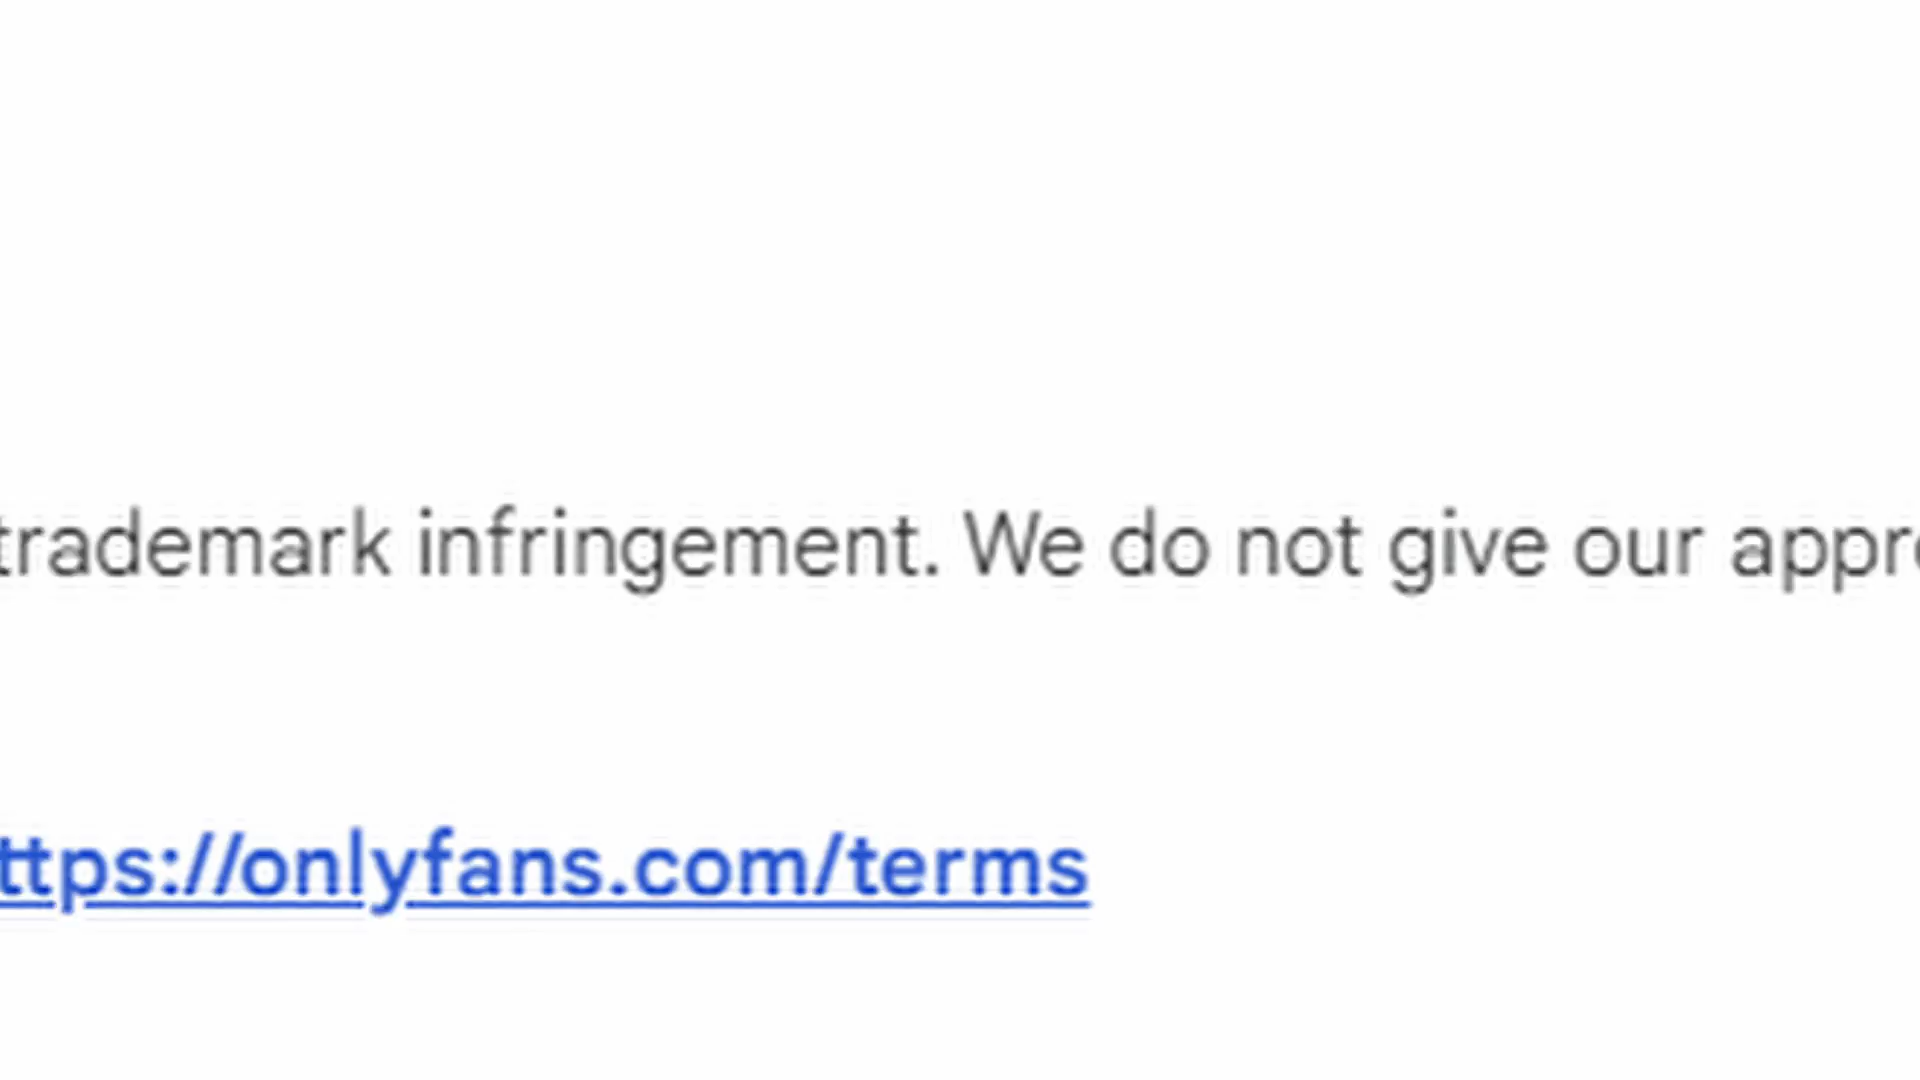 trademark infringement. We do not give our appr
ttps://onlyfans.com/terms